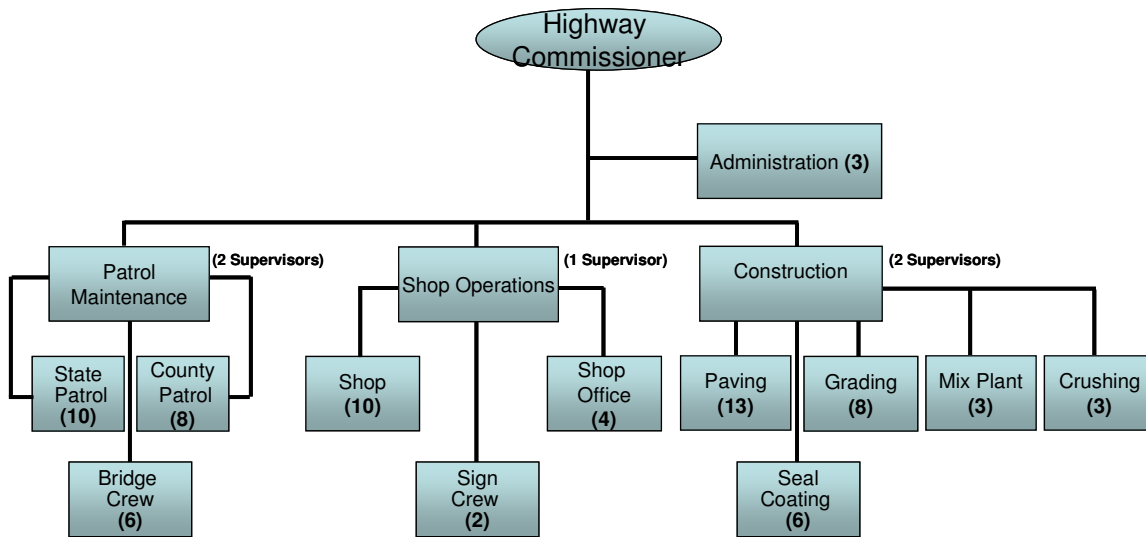 Highway
Commissioner
Administration (3)
(2 Supervisors)
Patrol
Maintenance
(1 Supervisor)
Shop Operations
(2 Supervisors)
Construction
State
Patrol
(10)
County
Patrol
(8)
Bridge
Crew
(6)
Shop
(10)
Shop
Office
(4)
Sign
Crew
(2)
Paving
(13)
Grading
(8)
Mix Plant
(3)
Crushing
(3)
Seal
Coating
(6)